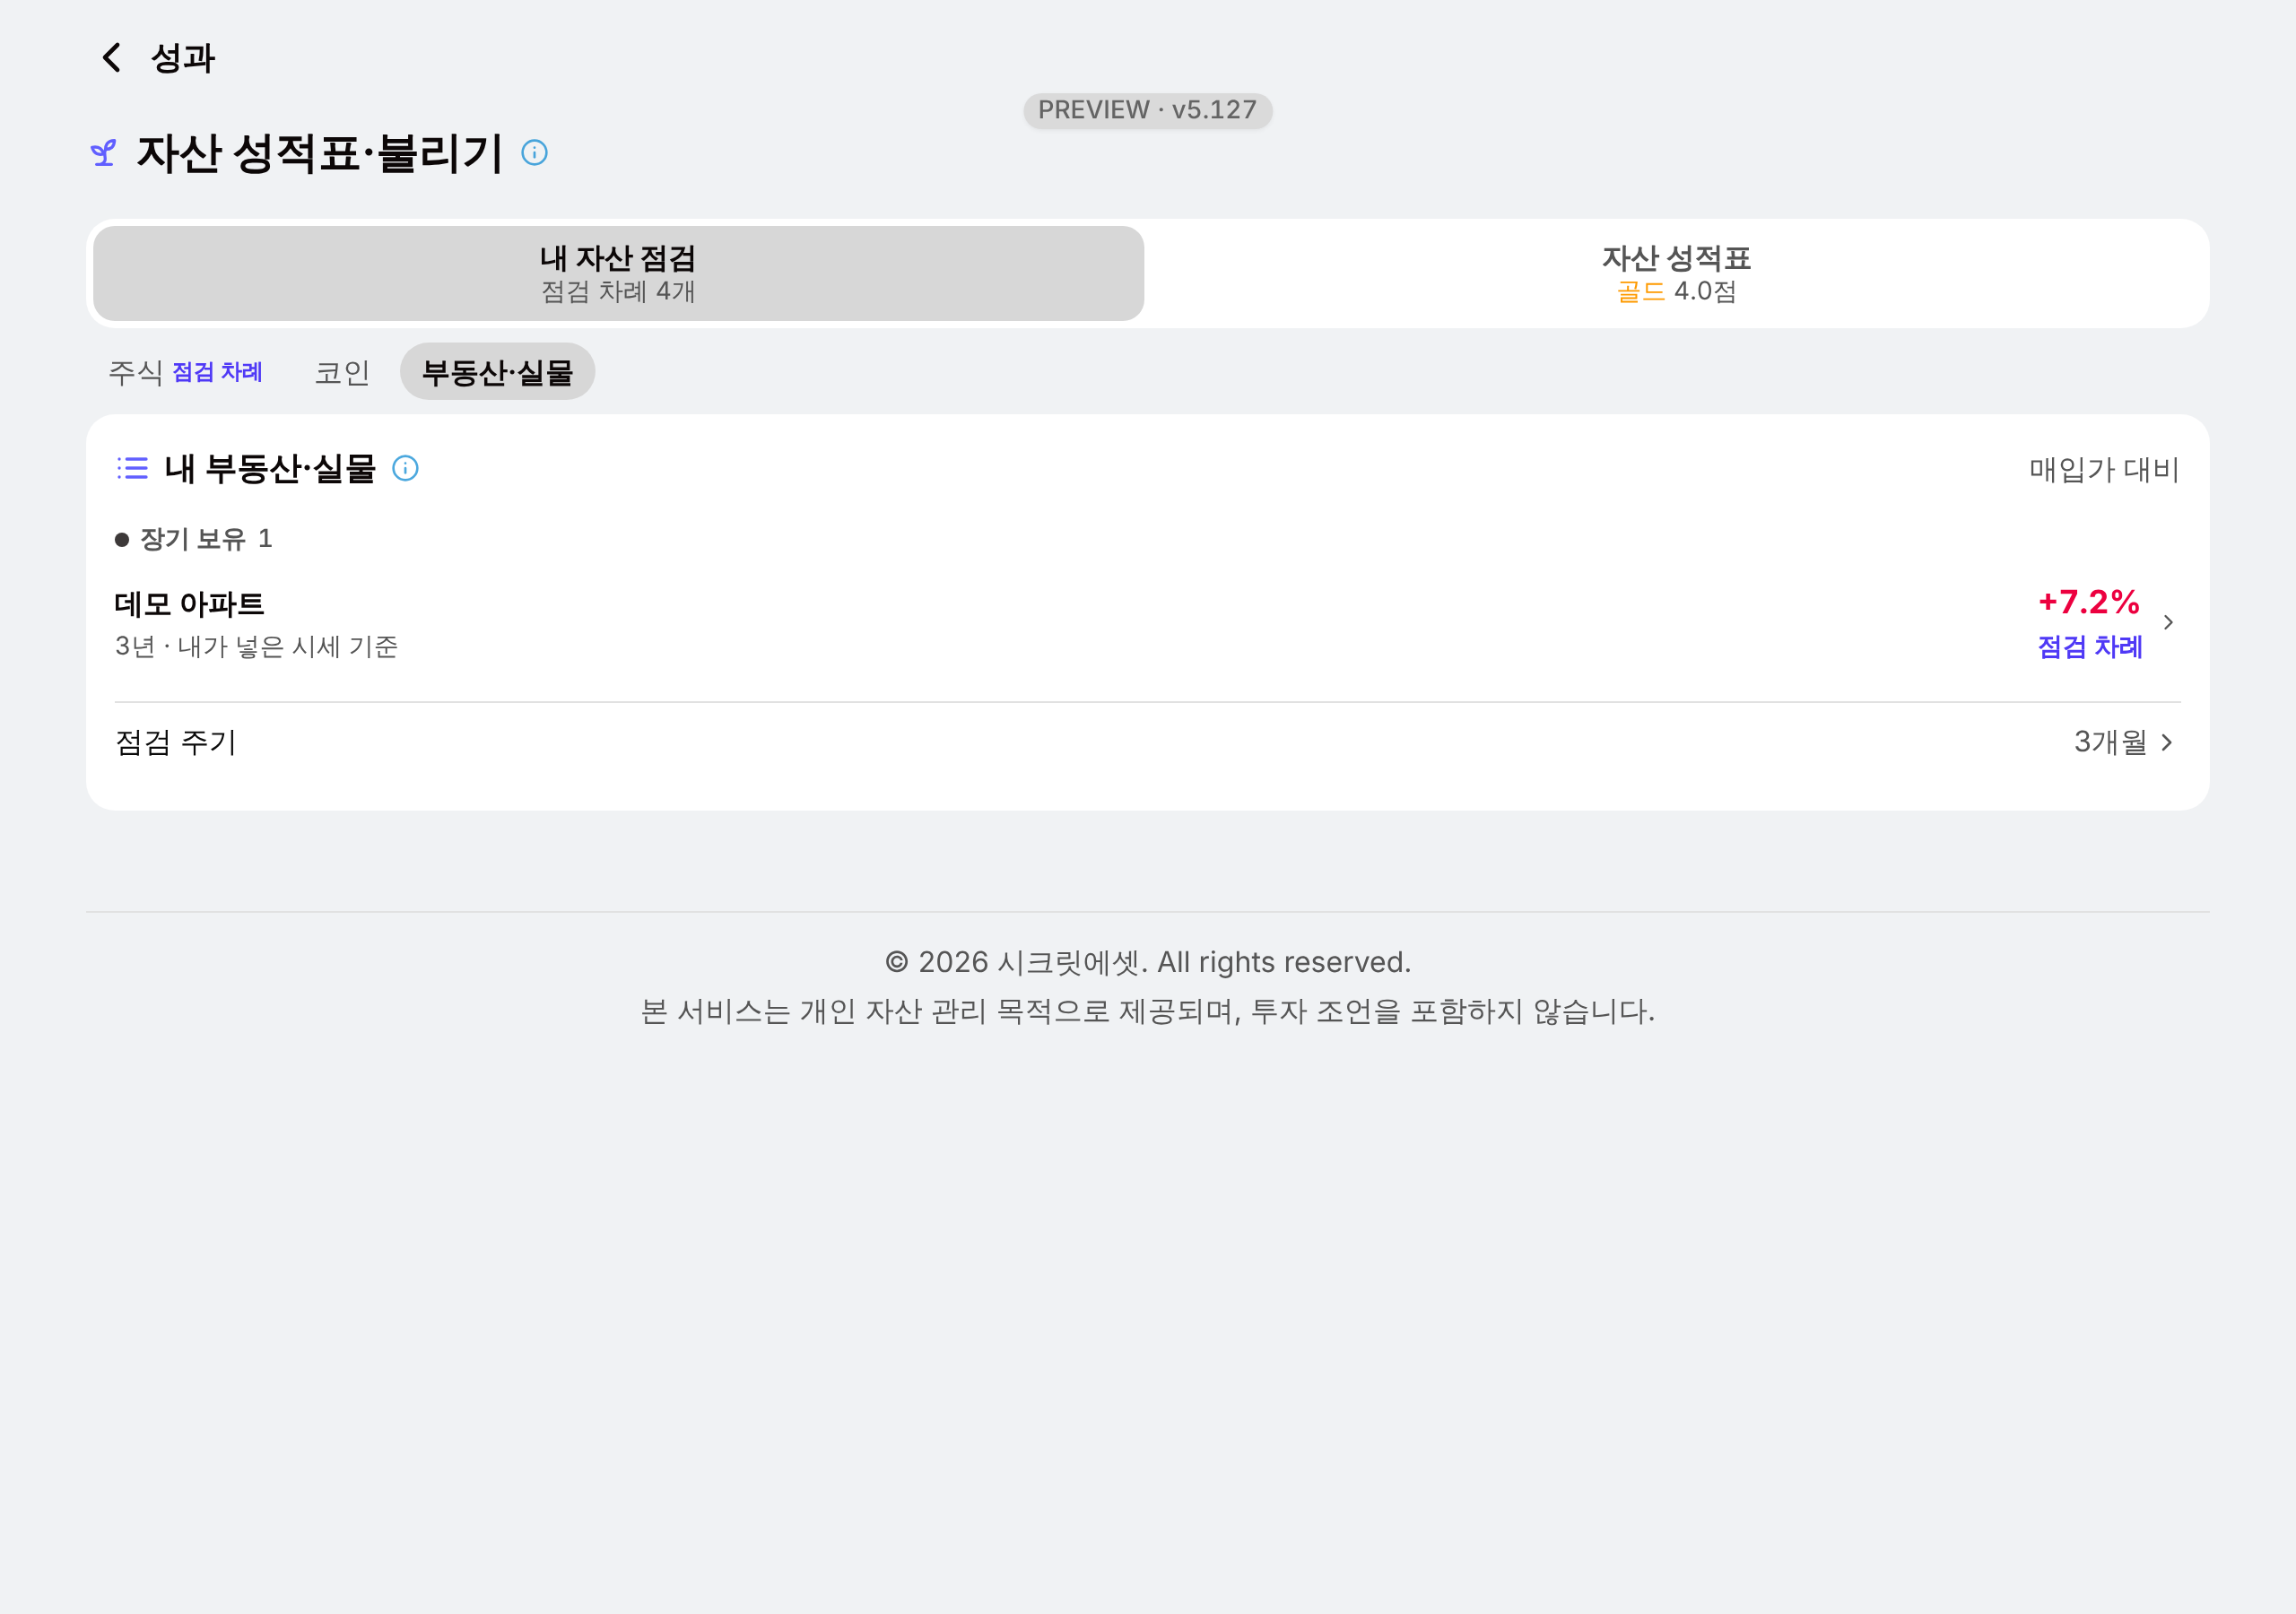 성과
PREVIEW · v5.127
자산 성적표·불리기
내 자산 점검
점검 차례 4개
자산 성적표
골드 4.0점
주식 점검 차례
코인
부동산·실물
내 부동산·실물
매입가 대비
장기 보유 1
데모 아파트
+7.2%
3년 · 내가 넣은 시세 기준
점검 차례
점검 주기
3개월
© 2026 시크릿에셋. All rights reserved.
본 서비스는 개인 자산 관리 목적으로 제공되며, 투자 조언을 포함하지 않습니다.